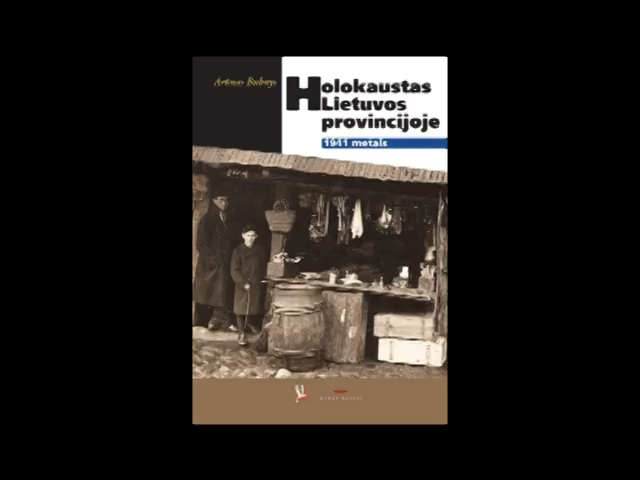 Arūnas Bubnys
Holokaustas
Lietuvos
provincijoje
1941 metais